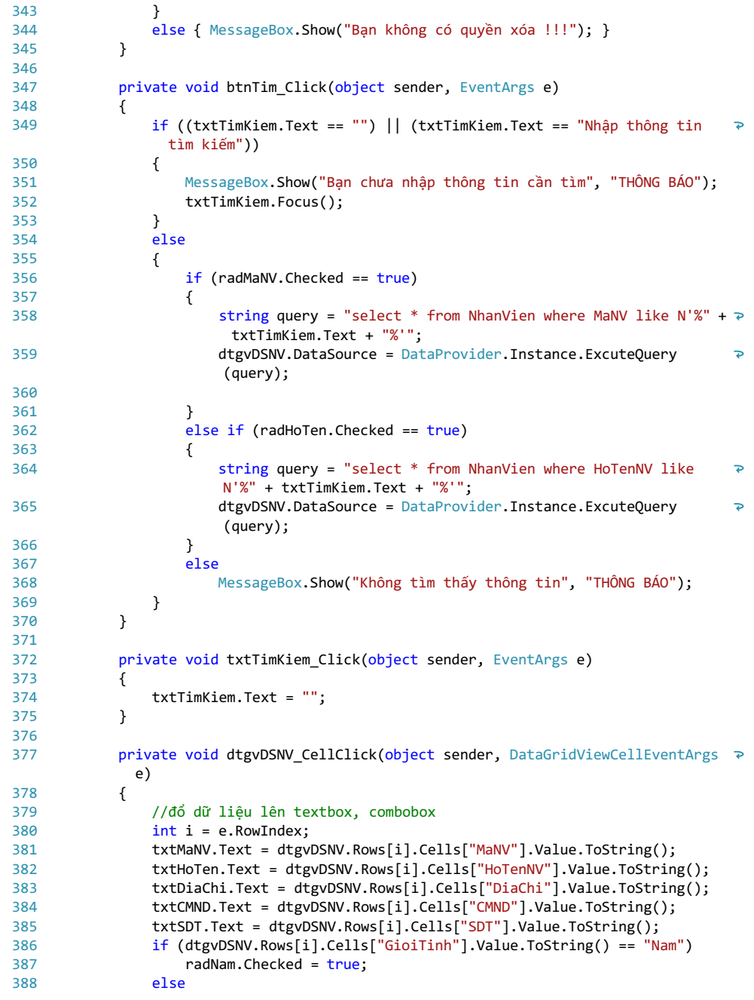 343                 }
344                 else { MessageBox.Show("Bạn không có quyền xóa !!!"); }
345             }
346
347             private void btnTim_Click(object sender, EventArgs e)
348             {
349                 if ((txtTimKiem.Text == "") || (txtTimKiem.Text == "Nhập thông tin
                      tìm kiếm"))
350                 {
351                     MessageBox.Show("Bạn chưa nhập thông tin cần tìm", "THÔNG BÁO");
352                     txtTimKiem.Focus();
353                 }
354                 else
355                 {
356                     if (radMaNV.Checked == true)
357                     {
358                         string query = "select * from NhanVien where MaNV like N'%" +
                              txtTimKiem.Text + "%'";
359                         dtgvDSNV.DataSource = DataProvider.Instance.ExcuteQuery
                             (query);
360
361                     }
362                     else if (radHoTen.Checked == true)
363                     {
364                         string query = "select * from NhanVien where HoTenNV like
                             N'%" + txtTimKiem.Text + "%'";
365                         dtgvDSNV.DataSource = DataProvider.Instance.ExcuteQuery
                             (query);
366                     }
367                     else
368                         MessageBox.Show("Không tìm thấy thông tin", "THÔNG BÁO");
369                 }
370             }
371
372             private void txtTimKiem_Click(object sender, EventArgs e)
373             {
374                 txtTimKiem.Text = "";
375             }
376
377             private void dtgvDSNV_CellClick(object sender, DataGridViewCellEventArgs
                  e)
378             {
379                 //đổ dữ liệu lên textbox, combobox
380                 int i = e.RowIndex;
381                 txtMaNV.Text = dtgvDSNV.Rows[i].Cells["MaNV"].Value.ToString();
382                 txtHoTen.Text = dtgvDSNV.Rows[i].Cells["HoTenNV"].Value.ToString();
383                 txtDiaChi.Text = dtgvDSNV.Rows[i].Cells["DiaChi"].Value.ToString();
384                 txtCMND.Text = dtgvDSNV.Rows[i].Cells["CMND"].Value.ToString();
385                 txtSDT.Text = dtgvDSNV.Rows[i].Cells["SDT"].Value.ToString();
386                 if (dtgvDSNV.Rows[i].Cells["GioiTinh"].Value.ToString() == "Nam")
387                     radNam.Checked = true;
388                 else